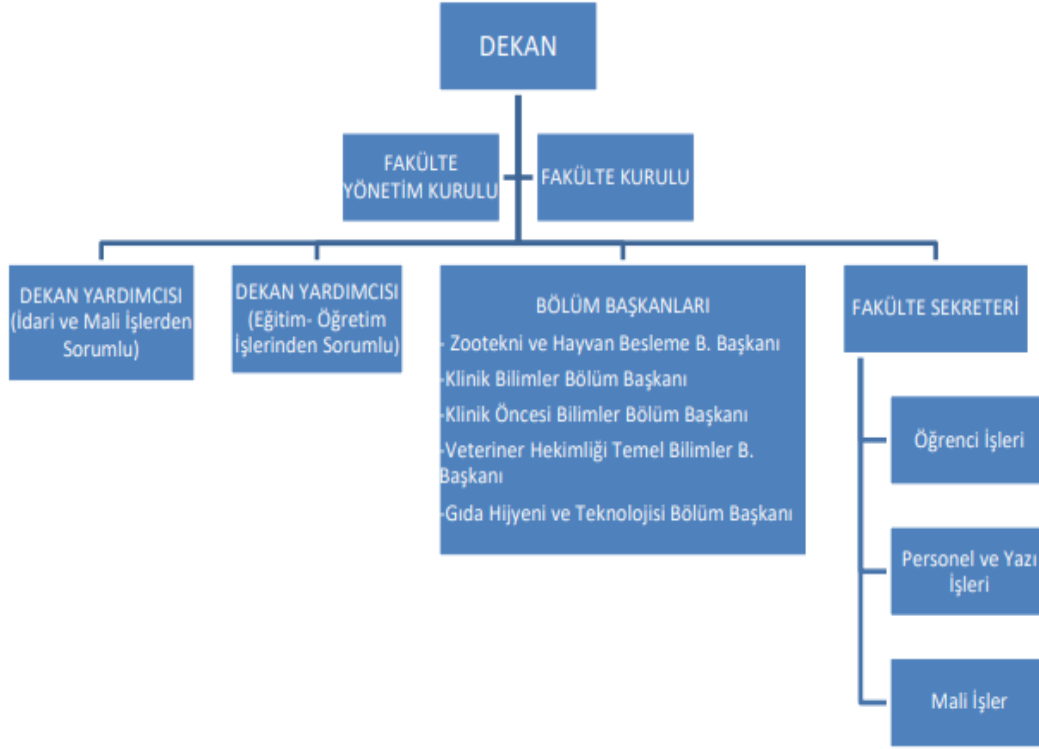 DEKAN
FAKÜLTE
YÖNETİM KURULU
FAKÜLTE KURULU
DEKAN YARDIMCISI
(İdari ve Mali İşlerden
Sorumlu)
DEKAN YARDIMCISI
(Eğitim- Öğretim
İşlerinden Sorumlu)
BÖLÜM BAŞKANLARI
- Zootekni ve Hayvan Besleme B. Başkanı
-Klinik Bilimler Bölüm Başkanı
-Klinik Öncesi Bilimler Bölüm Başkanı
-Veteriner Hekimliği Temel Bilimler B.
Başkanı
-Gıda Hijyeni ve Teknolojisi Bölüm Başkanı
FAKÜLTE SEKRETERİ
Öğrenci İşleri
Personel ve Yazı
İşleri
Mali İşler